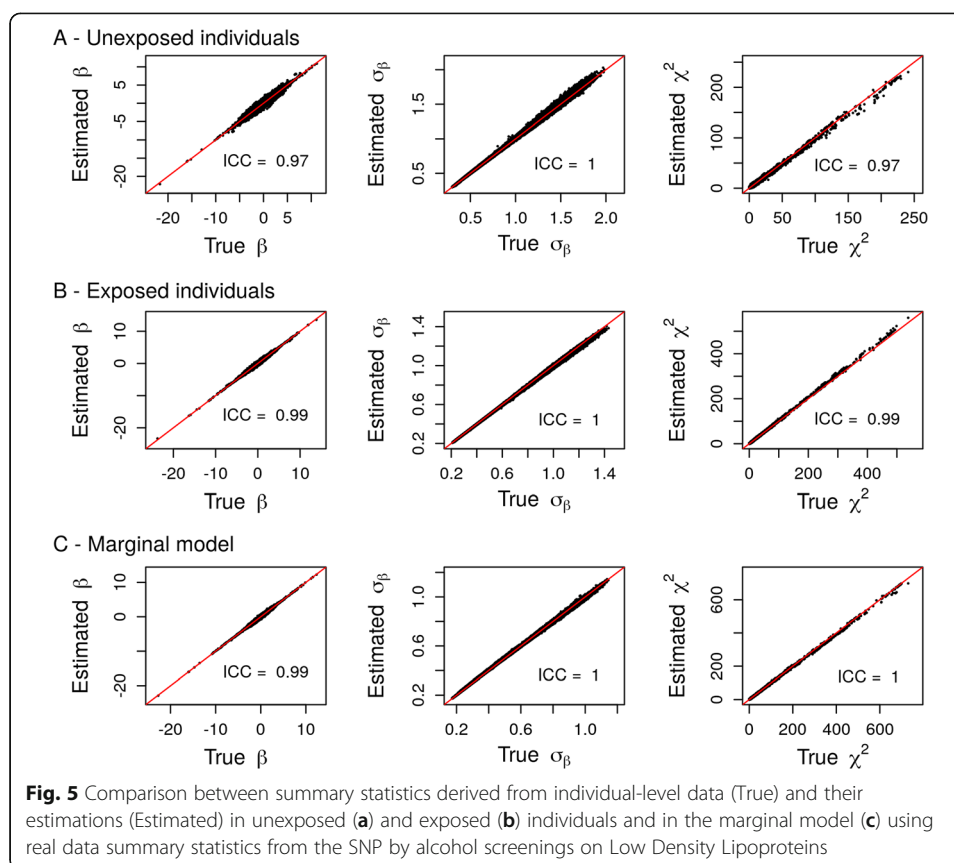 A - Unexposed individuals
Estimated β
5
-5
-20
ICC = 0.97
-20
-10
0
5
True β
Estimated σβ
1.5
0.5
ICC = 1
0.5
1.0
1.5
2.0
True σβ
Estimated χ²
200
100
0
ICC = 0.97
0
50
150
250
True χ²
B - Exposed individuals
Estimated β
10
0
-20
ICC = 0.99
-20
-10
0
10
True β
Estimated σβ
1.4
1.0
0.6
0.2
ICC = 1
0.2
0.6
1.0
1.4
True σβ
Estimated χ²
400
200
0
ICC = 0.99
0
200
400
True χ²
C - Marginal model
Estimated β
10
0
-20
ICC = 0.99
-20
-10
0
10
True β
Estimated σβ
1.0
0.6
0.2
ICC = 1
0.2
0.6
1.0
True σβ
Estimated χ²
600
200
0
ICC = 1
0
200
400
600
True χ²
Fig. 5 Comparison between summary statistics derived from individual-level data (True) and their
estimations (Estimated) in unexposed (a) and exposed (b) individuals and in the marginal model (c) using
real data summary statistics from the SNP by alcohol screenings on Low Density Lipoproteins